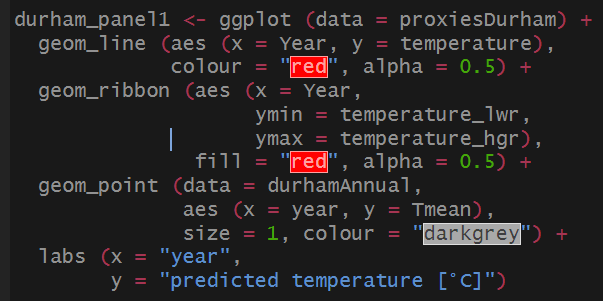 durham_panel1 <- ggplot (data = proxiesDurham) +
  geom_line (aes (x = Year, y = temperature),
             colour = "red", alpha = 0.5) +
  geom_ribbon (aes (x = Year,
                    ymin = temperature_lwr,
                    ymax = temperature_hgr),
               fill = "red", alpha = 0.5) +
  geom_point (data = durhamAnnual,
              aes (x = year, y = Tmean),
              size = 1, colour = "darkgrey") +
  labs (x = "year",
        y = "predicted temperature [˚C]")